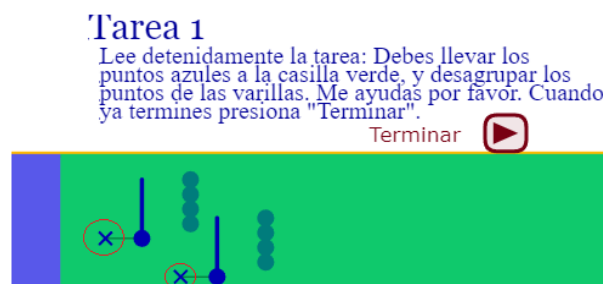 Tarea 1
Lee detenidamente la tarea: Debes llevar los
puntos azules a la casilla verde, y desagrupar los
puntos de las varillas. Me ayudas por favor. Cuando
ya termines presiona "Terminar".
Terminar